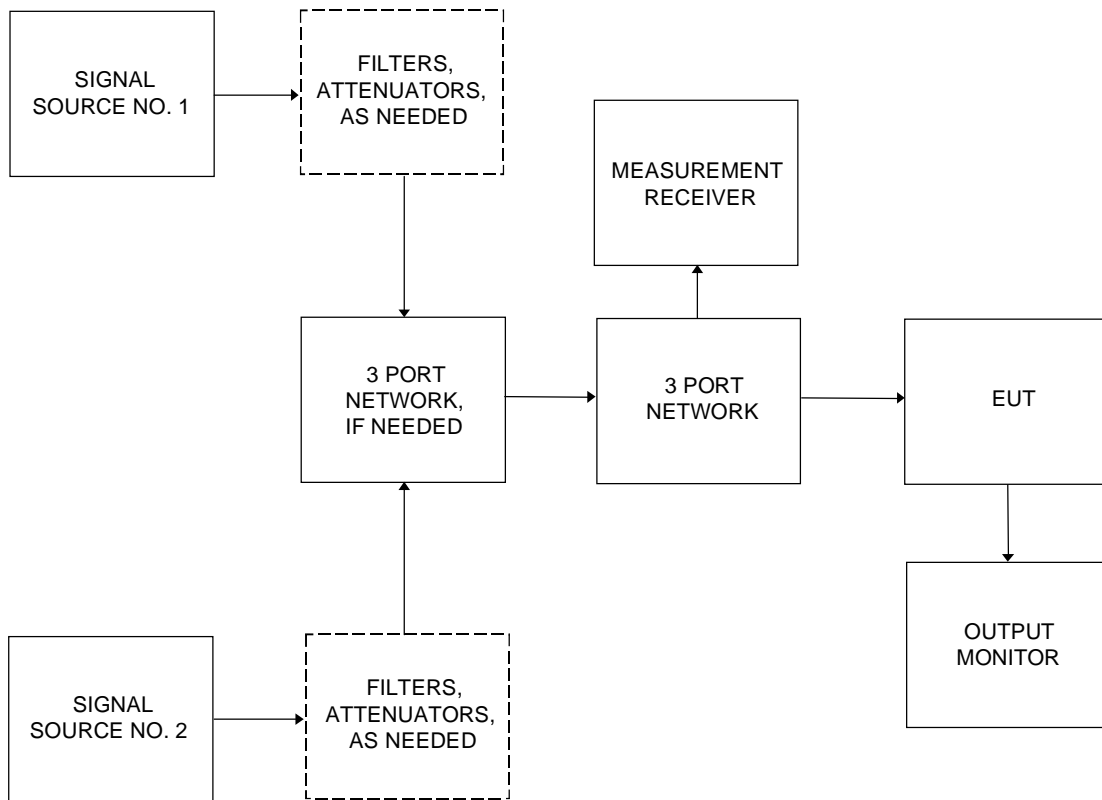 SIGNAL
SOURCE NO. 1
FILTERS,
ATTENUATORS,
AS NEEDED
MEASUREMENT
RECEIVER
3 PORT
NETWORK,
IF NEEDED
3 PORT
NETWORK
EUT
OUTPUT
MONITOR
SIGNAL
SOURCE NO. 2
FILTERS,
ATTENUATORS,
AS NEEDED